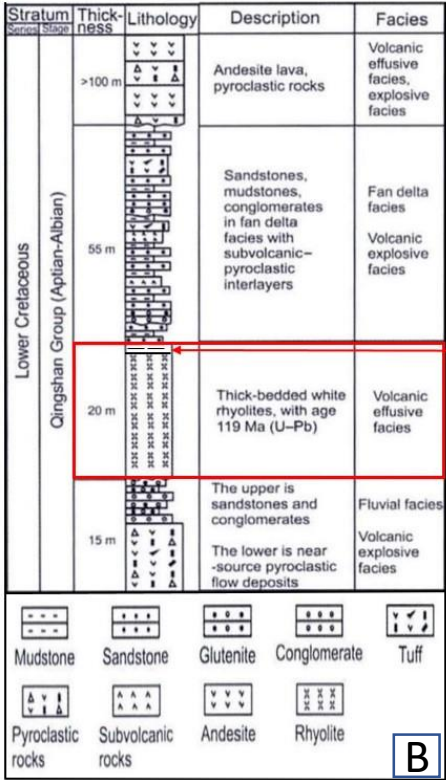 Stratum Thick- Lithology Description Facies
Series Stage ness
Lower Cretaceous
Qingshan Group (Aptian-Albian)
>100 m
Andesite lava,
pyroclastic rocks
Volcanic
effusive
facies,
explosive
facies
55 m
Sandstones,
mudstones,
conglomerates
in fan delta
facies with
subvolcanic–
pyroclastic
interlayers
Fan delta
facies
Volcanic
explosive
facies
20 m
Thick-bedded white
rhyolites, with age
119 Ma (U–Pb)
Volcanic
effusive
facies
15 m
The upper is
sandstones and
conglomerates
The lower is near
-source pyroclastic
flow deposits
Fluvial facies
Volcanic
explosive
facies
Mudstone Sandstone Glutenite Conglomerate Tuff
Pyroclastic rocks
Subvolcanic rocks
Andesite
Rhyolite
B